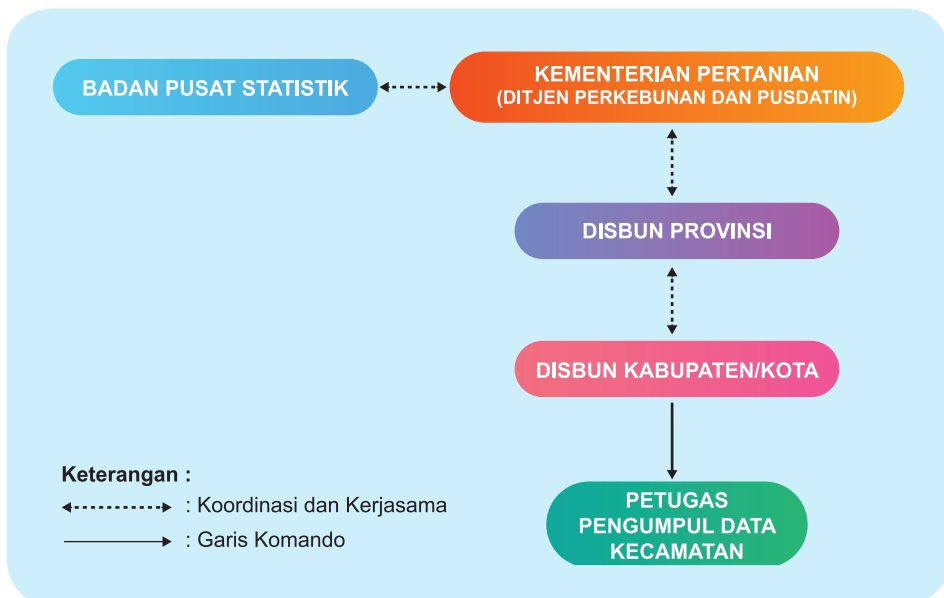 BADAN PUSAT STATISTIK
KEMENTERIAN PERTANIAN
(DITJEN PERKEBUNAN DAN PUSDATIN)
DISBUN PROVINSI
DISBUN KABUPATEN/KOTA
PETUGAS
PENGUMPUL DATA
KECAMATAN
Keterangan :
: Koordinasi dan Kerjasama
: Garis Komando